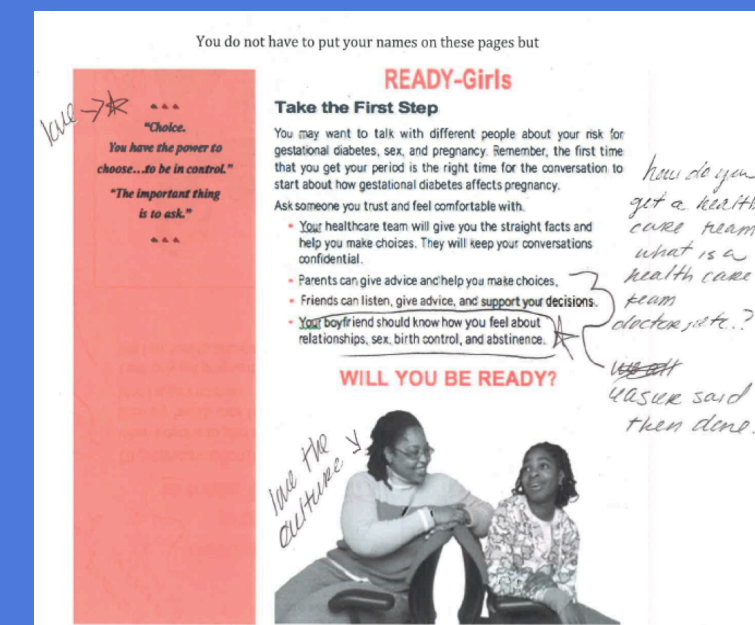 You do not have to put your names on these pages but
love
"Choice.
You have the power to
choose...to be in control."
"The important thing
is to ask."
READY-Girls
Take the First Step
You may want to talk with different people about your risk for
gestational diabetes, sex, and pregnancy. Remember, the first time
that you get your period is the right time for the conversation to
start about how gestational diabetes affects pregnancy.
Ask someone you trust and feel comfortable with.
• Your healthcare team will give you the straight facts and
help you make choices. They will keep your conversations
confidential.
• Parents can give advice and help you make choices.
• Friends can listen, give advice, and support your decisions.
• Your boyfriend should know how you feel about
relationships, sex, birth control, and abstinence.
how do you
get a health
care team
what is a
health care
team
doctor, etc.?
easier said
then done.
WILL YOU BE READY?
love the
culture